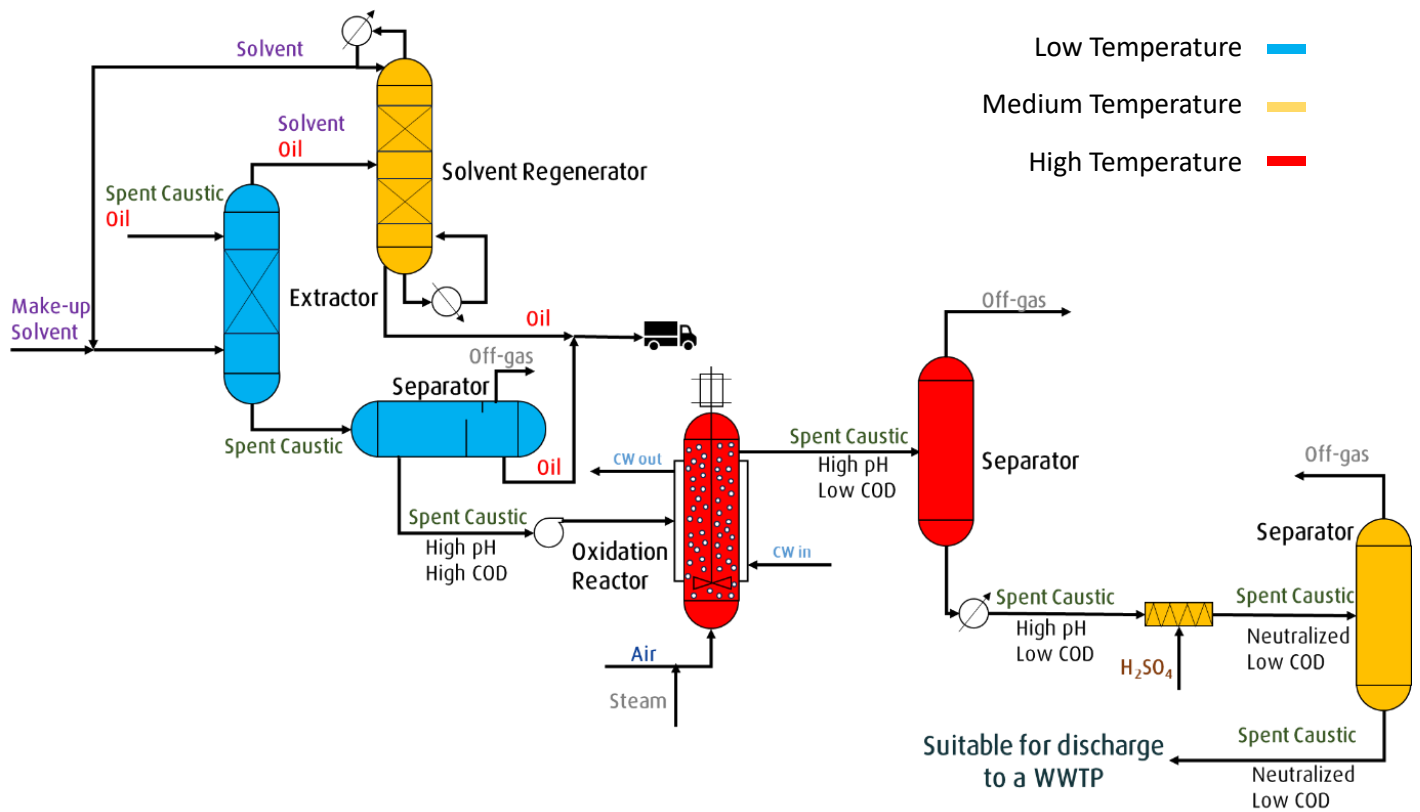 Low Temperature
Medium Temperature
High Temperature
Solvent
Solvent
Oil
Solvent Regenerator
Spent Caustic
Oil
Extractor
Make-up
Solvent
Oil
Off-gas
Separator
Spent Caustic
Oil
Spent Caustic
High pH
High COD
CW out
Oxidation
Reactor
CW in
Air
Steam
Spent Caustic
High pH
Low COD
Off-gas
Separator
Spent Caustic
High pH
Low COD
H₂SO₄
Spent Caustic
Neutralized
Low COD
Off-gas
Separator
Spent Caustic
Neutralized
Low COD
Suitable for discharge
to a WWTP